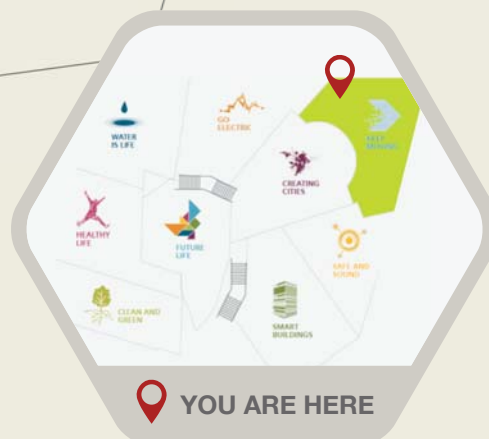 GO
ELECTRIC
KEEP
MOVING
WATER
IS LIFE
CREATING
CITIES
HEALTHY
LIFE
FUTURE
LIFE
SAFE AND
SOUND
CLEAN AND
GREEN
SMART
BUILDINGS
YOU ARE HERE